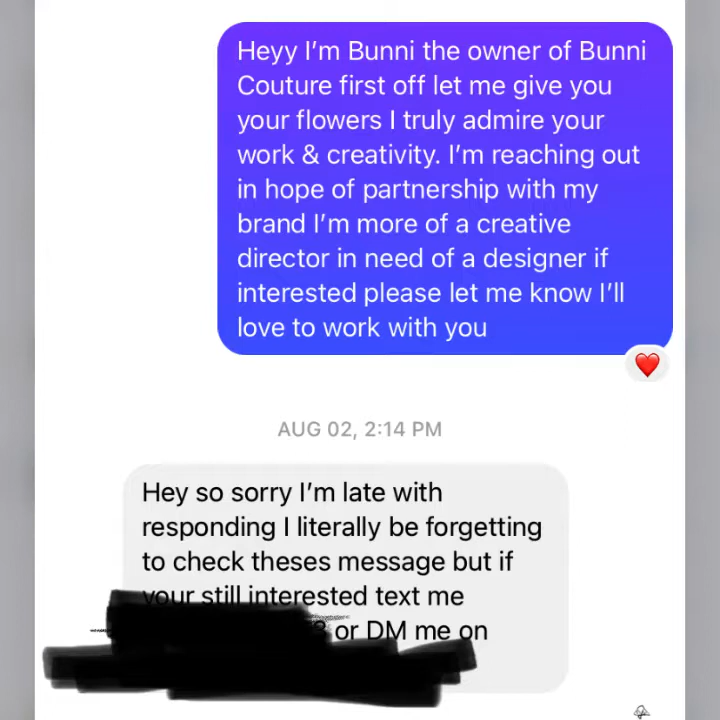 Heyy I’m Bunni the owner of Bunni
Couture first off let me give you
your flowers I truly admire your
work & creativity. I’m reaching out
in hope of partnership with my
brand I’m more of a creative
director in need of a designer if
interested please let me know I’ll
love to work with you
AUG 02, 2:14 PM
Hey so sorry I’m late with
responding I literally be forgetting
to check theses message but if
your still interested text me
or DM me on